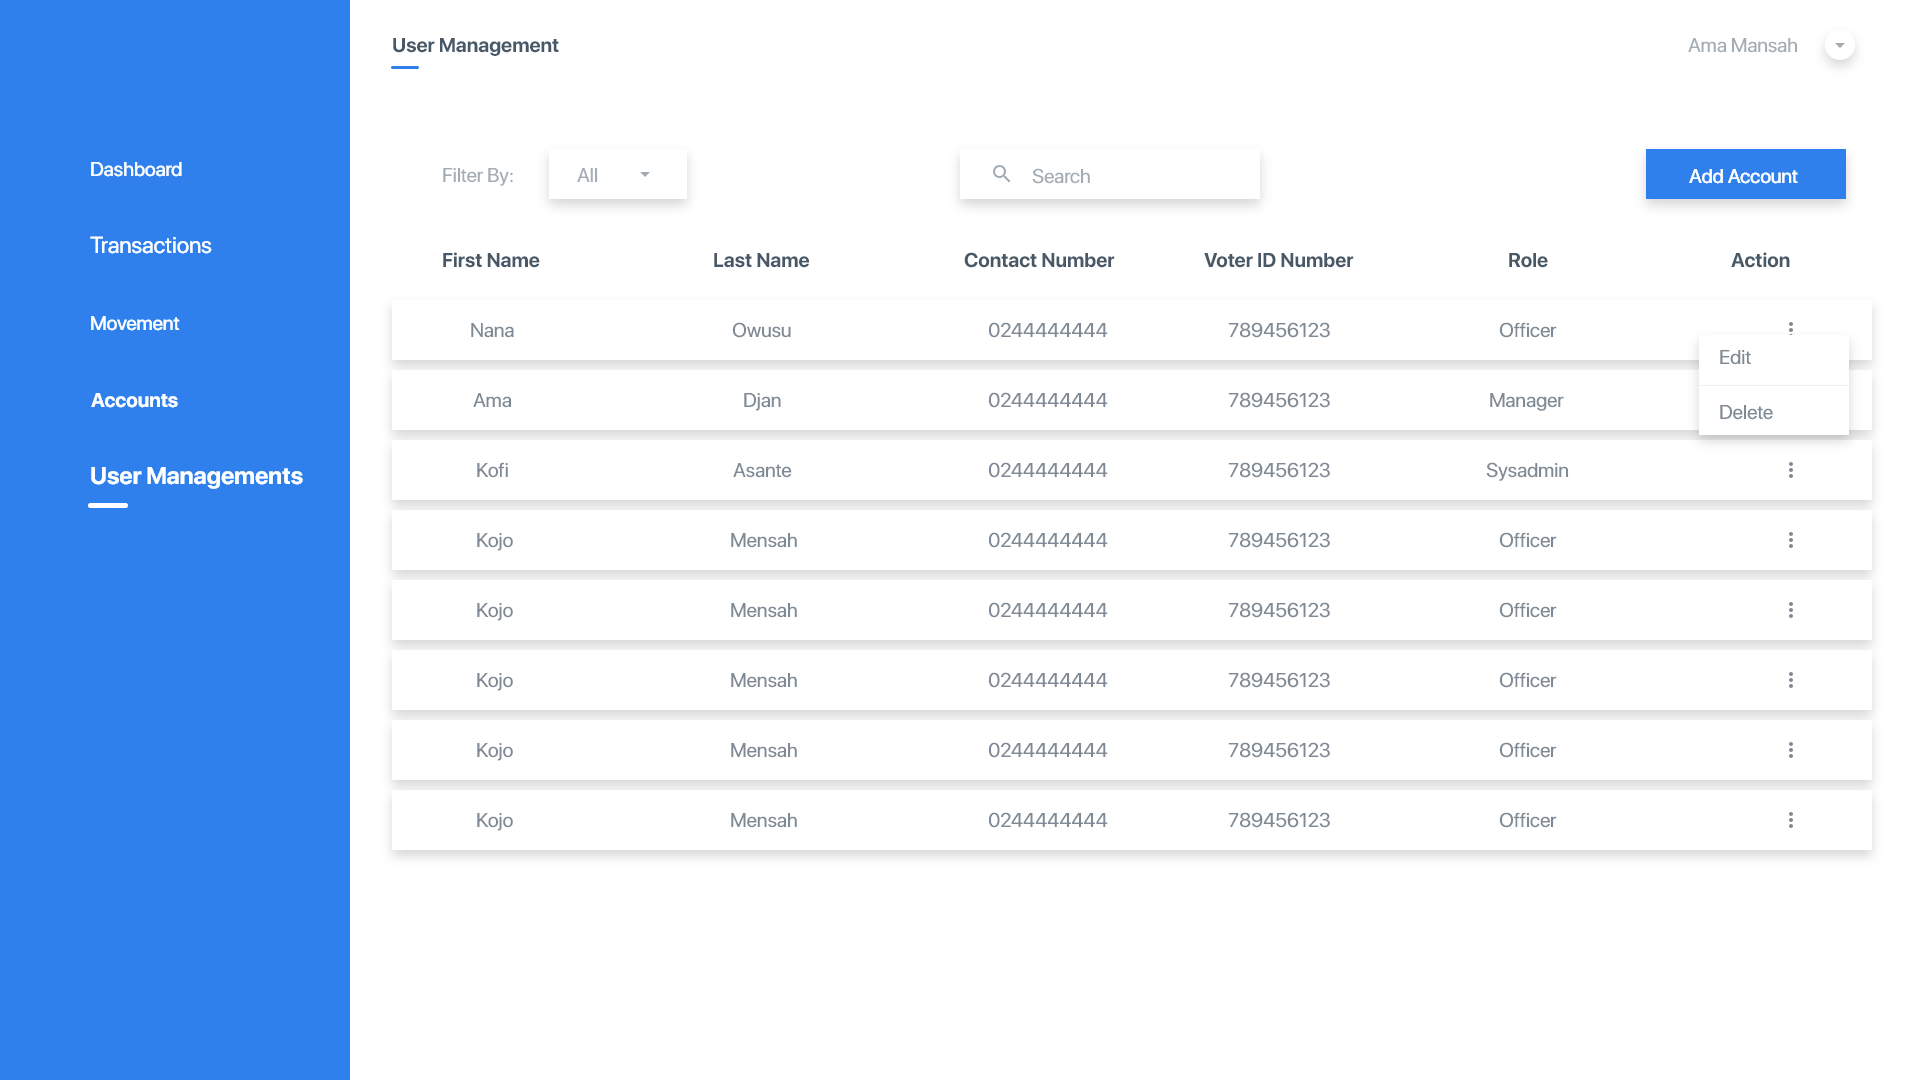 User Management
Ama Mansah
Dashboard
Transactions
Movement
Accounts
User Managements
Filter By:
All
Search
Add Account
First Name Last Name Contact Number Voter ID Number Role Action
Nana Owusu 0244444444 789456123 Officer
Edit
Ama Djan 0244444444 789456123 Manager
Delete
Kofi Asante 0244444444 789456123 Sysadmin
Kojo Mensah 0244444444 789456123 Officer
Kojo Mensah 0244444444 789456123 Officer
Kojo Mensah 0244444444 789456123 Officer
Kojo Mensah 0244444444 789456123 Officer
Kojo Mensah 0244444444 789456123 Officer